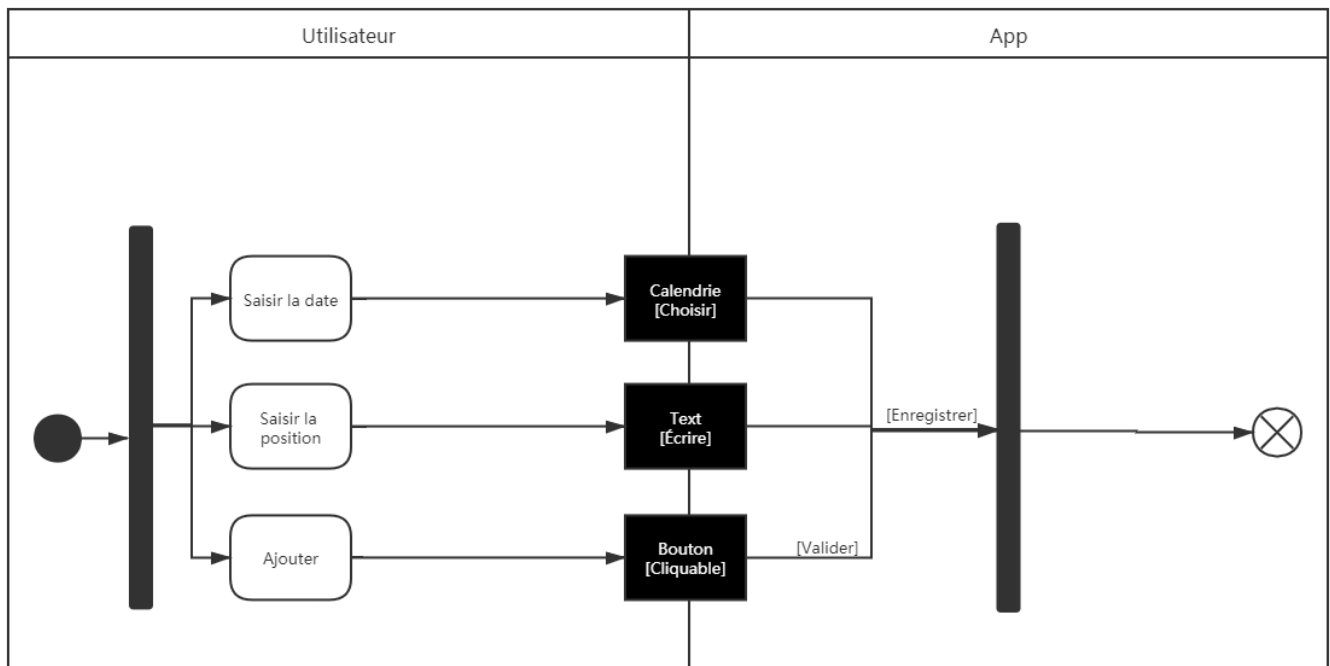 Utilisateur
App
Saisir la date
Calendrie
[Choisir]
Saisir la
position
Text
[Écrire]
[Enregistrer]
Ajouter
Bouton
[Cliquable]
[Valider]